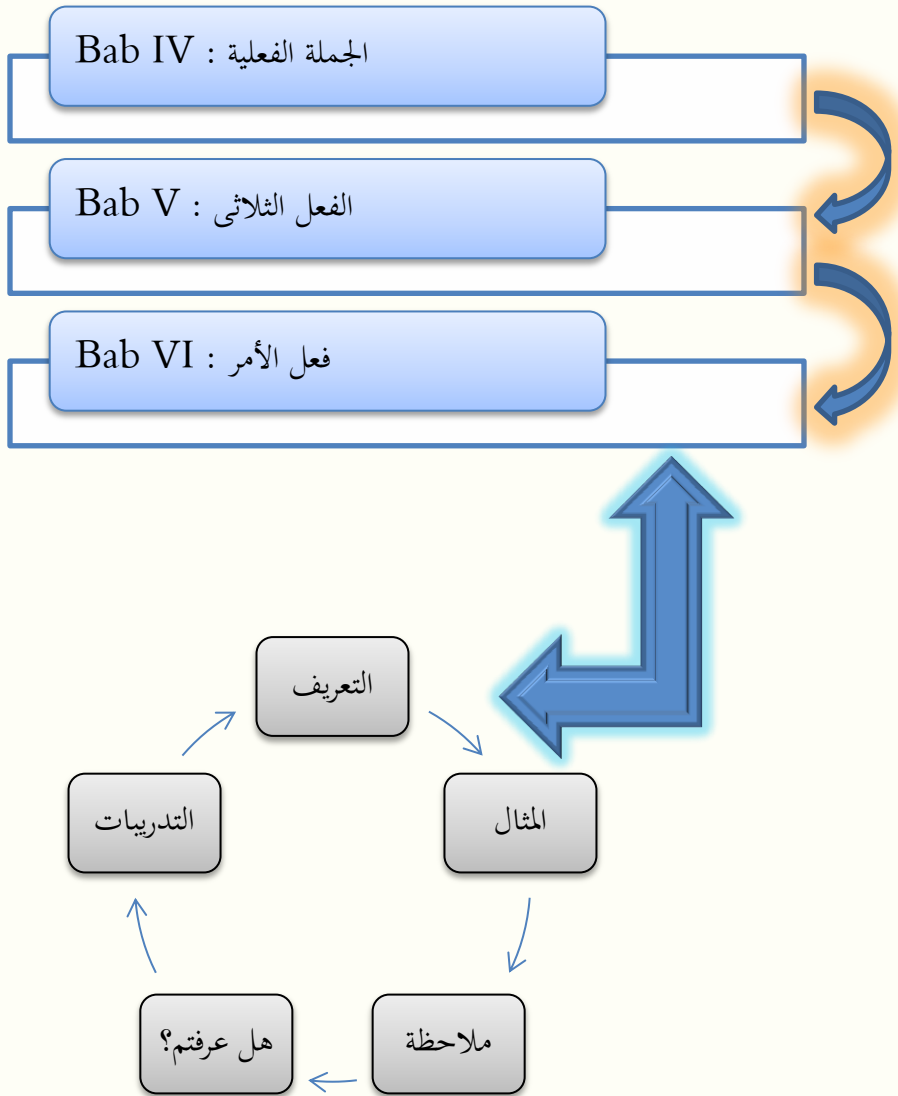 Bab IV : الجملة الفعلية
Bab V : الفعل الثلاثى
Bab VI : فعل الأمر
التعريف
المثال
ملاحظة
هل عرفتم؟
التدريبات